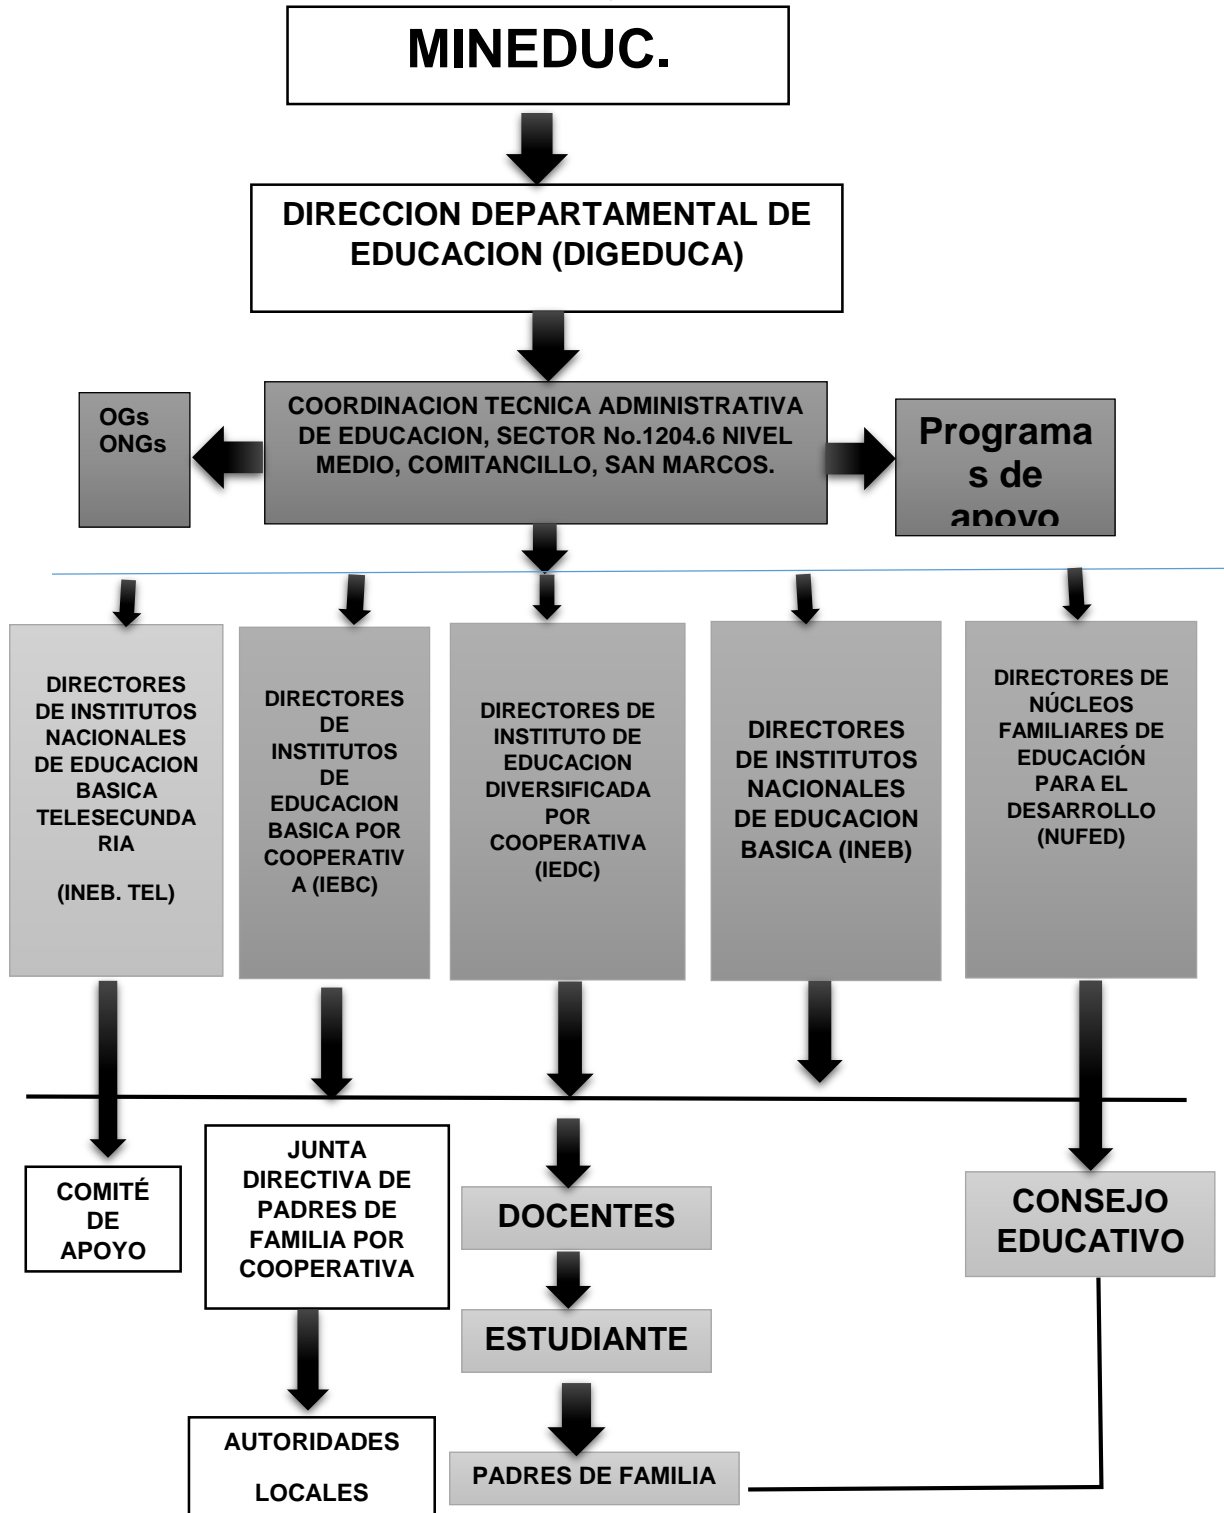 MINEDUC.
DIRECCION DEPARTAMENTAL DE
EDUCACION (DIGEDUCA)
OGs
ONGs
COORDINACION TECNICA ADMINISTRATIVA
DE EDUCACION, SECTOR No.1204.6 NIVEL
MEDIO, COMITANCILLO, SAN MARCOS.
Programa
s de
apoyo
DIRECTORES
DE INSTITUTOS
NACIONALES
DE EDUCACION
BASICA
TELESECUNDA
RIA
(INEB. TEL)
DIRECTORES
DE
INSTITUTOS
DE
EDUCACION
BASICA POR
COOPERATIV
A (IEBC)
DIRECTORES DE
INSTITUTO DE
EDUCACION
DIVERSIFICADA
POR
COOPERATIVA
(IEDC)
DIRECTORES
DE INSTITUTOS
NACIONALES
DE EDUCACION
BASICA (INEB)
DIRECTORES DE
NÚCLEOS
FAMILIARES DE
EDUCACIÓN
PARA EL
DESARROLLO
(NUFED)
COMITÉ
DE
APOYO
JUNTA
DIRECTIVA DE
PADRES DE
FAMILIA POR
COOPERATIVA
DOCENTES
CONSEJO
EDUCATIVO
ESTUDIANTE
AUTORIDADES
LOCALES
PADRES DE FAMILIA